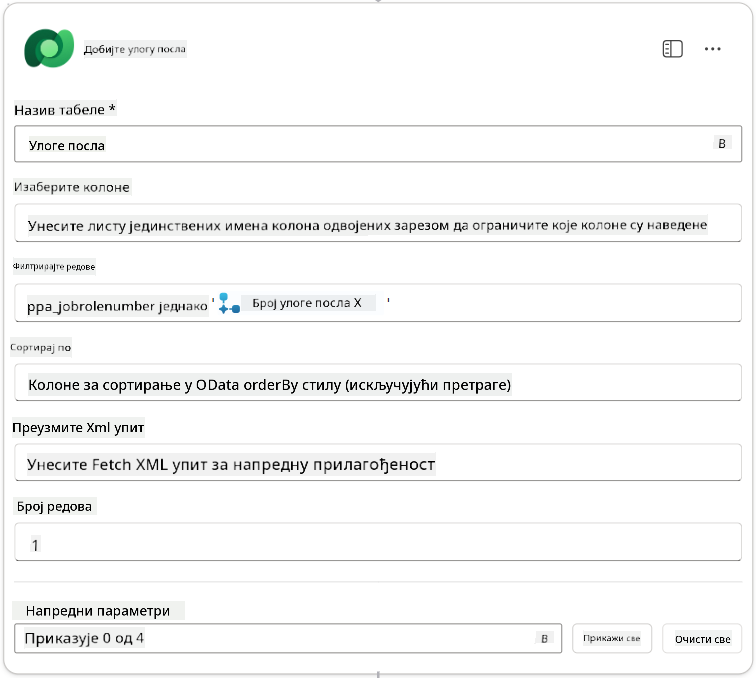 Добијте улогу посла
Назив табеле *
Улоге посла
В
Изаберите колоне
Унесите листу јединствених имена колона одвојених зарезом да ограничите које колоне су наведене
Филтрирајте редове
ppa_jobrolenumber једнако ' Број улоге посла X '
Сортирај по
Колоне за сортирање у OData orderBy стилу (искључујући претраге)
Преузмите Xml упит
Унесите Fetch XML упит за напредну прилагођеност
Број редова
1
Напредни параметри
Приказује 0 од 4 В Прикажи све Очисти све